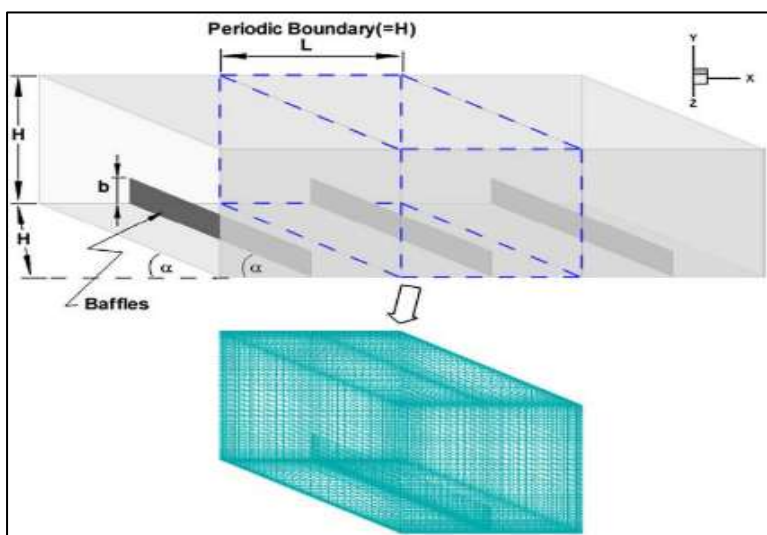 Periodic Boundary(=H)
L
Y
X
Z
H
b
H
α
α
Baffles